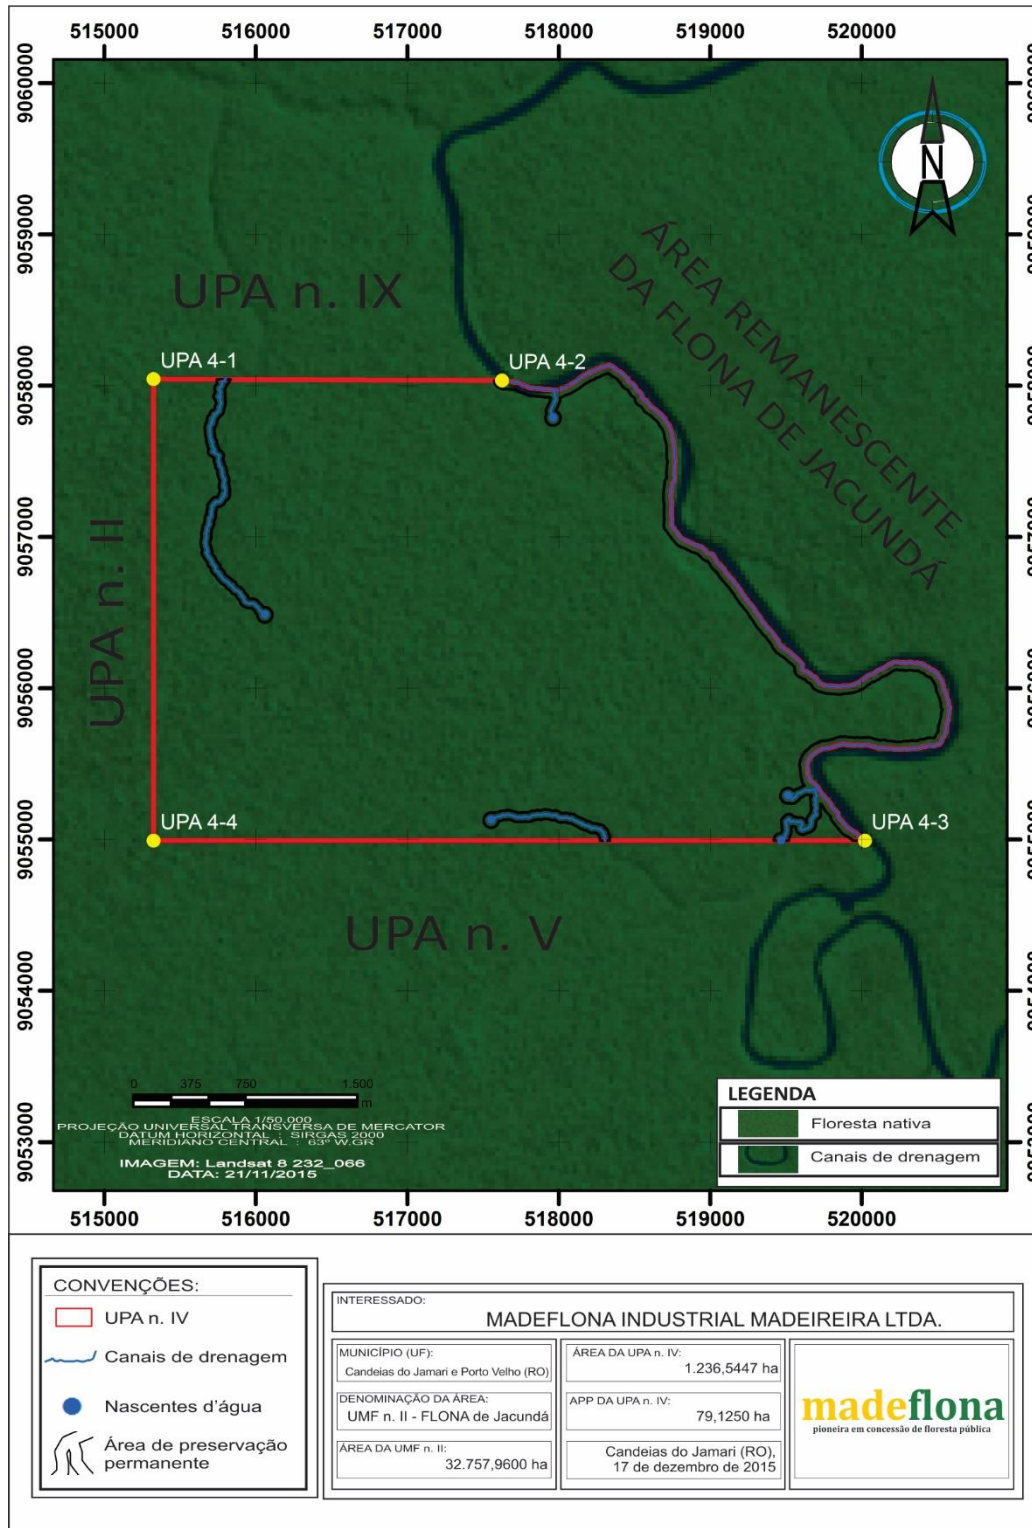 515000 516000 517000 518000 519000 520000
9060000
9059000
9058000
9057000
9056000
9055000
9054000
9053000
N
ÁREA REMANESCENTE
DA FLONA DE JACUNDÁ
UPA n. IX
UPA 4-1
UPA 4-2
UPA n. II
UPA 4-4
UPA 4-3
UPA n. V
0 375 750 1.500
m
ESCALA 1/50.000
PROJEÇÃO UNIVERSAL TRANSVERSA DE MERCATOR
DATUM HORIZONTAL : SIRGAS 2000
MERIDIANO CENTRAL : 63º W.GR
IMAGEM: Landsat 8 232_066
DATA: 21/11/2015
LEGENDA
Floresta nativa
Canais de drenagem
515000 516000 517000 518000 519000 520000
CONVENÇÕES:
UPA n. IV
Canais de drenagem
Nascentes d'água
Área de preservação
permanente
INTERESSADO:
MADEFLONA INDUSTRIAL MADEIREIRA LTDA.
MUNICÍPIO (UF):
Candeias do Jamari e Porto Velho (RO)
DENOMINAÇÃO DA ÁREA:
UMF n. II - FLONA de Jacundá
ÁREA DA UMF n. II:
32.757,9600 ha
ÁREA DA UPA n. IV:
1.236,5447 ha
APP DA UPA n. IV:
79,1250 ha
Candeias do Jamari (RO),
17 de dezembro de 2015
madeflona
pioneira em concessão de floresta pública